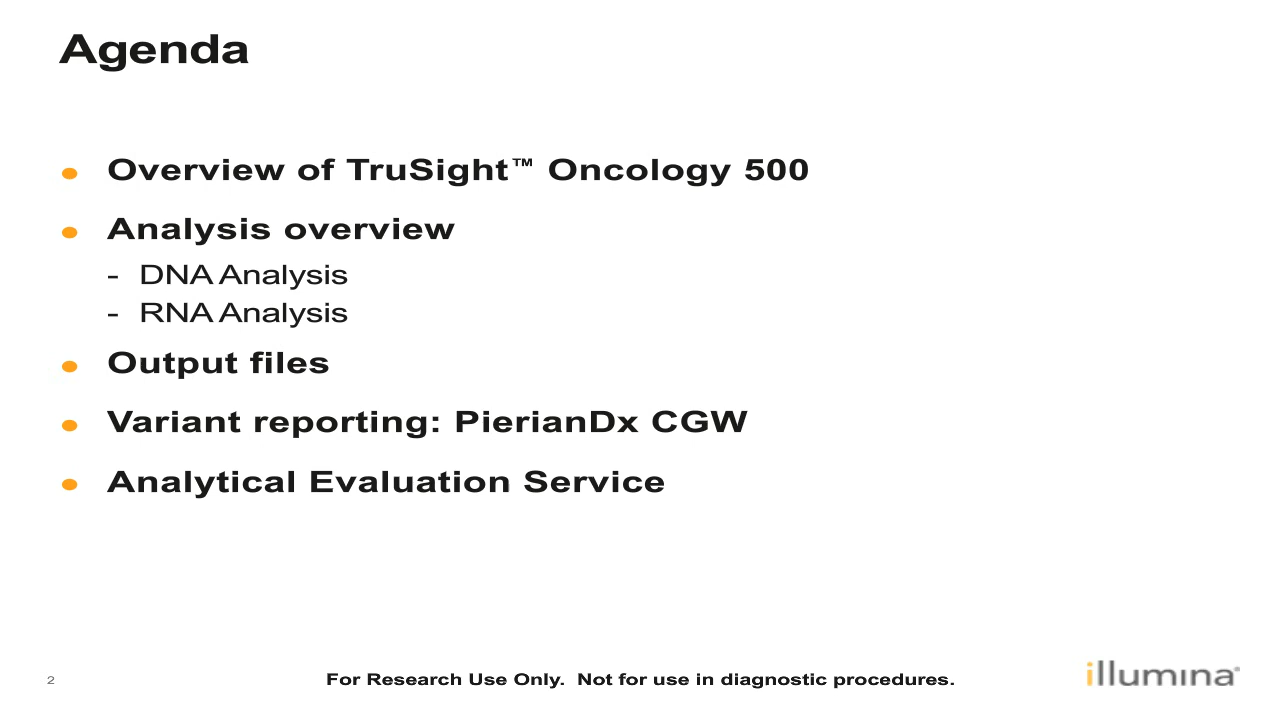 Agenda
• Overview of TruSight™ Oncology 500
• Analysis overview
- DNA Analysis
- RNA Analysis
• Output files
• Variant reporting: PierianDx CGW
• Analytical Evaluation Service
2
For Research Use Only. Not for use in diagnostic procedures.
illumina®